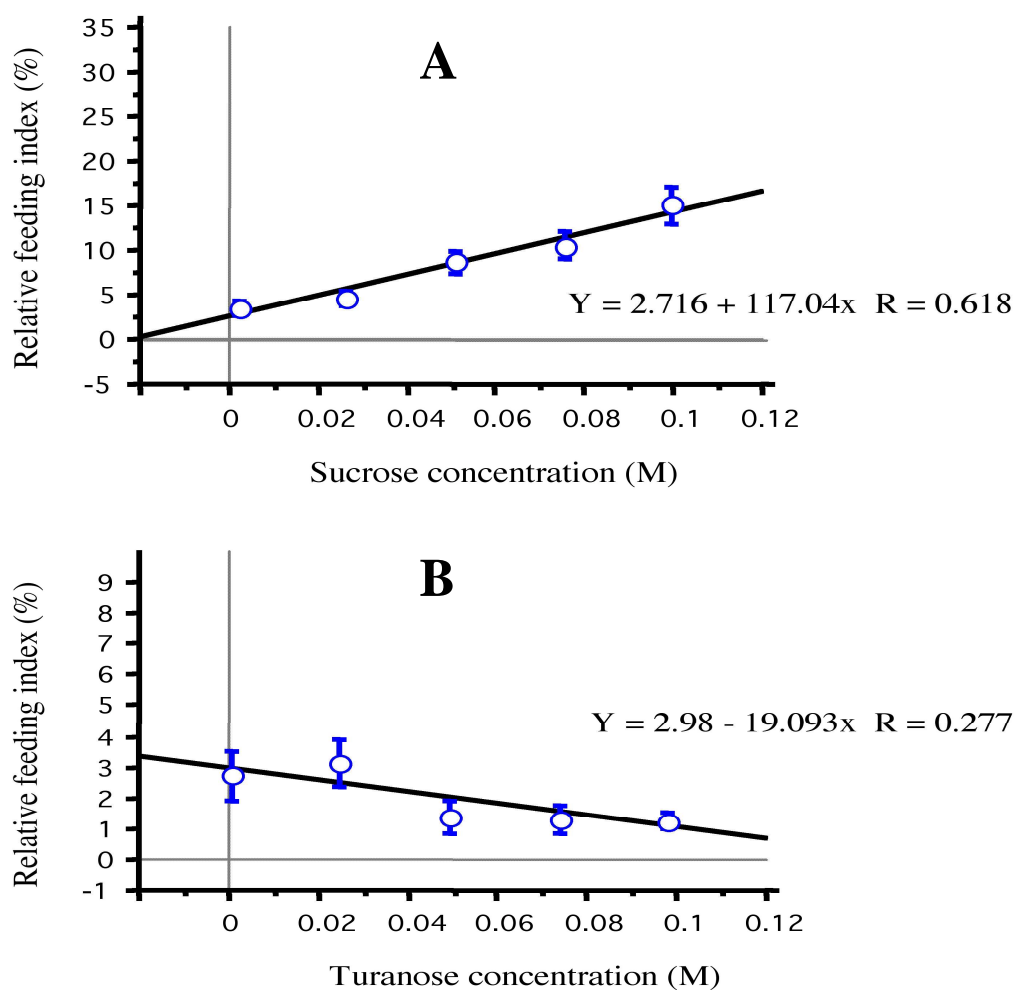 A
Relative feeding index (%)
35
30
25
20
15
10
5
0
-5
Y = 2.716 + 117.04x R = 0.618
0 0.02 0.04 0.06 0.08 0.1 0.12
Sucrose concentration (M)
B
Relative feeding index (%)
9
8
7
6
5
4
3
2
1
0
-1
Y = 2.98 - 19.093x R = 0.277
0 0.02 0.04 0.06 0.08 0.1 0.12
Turanose concentration (M)